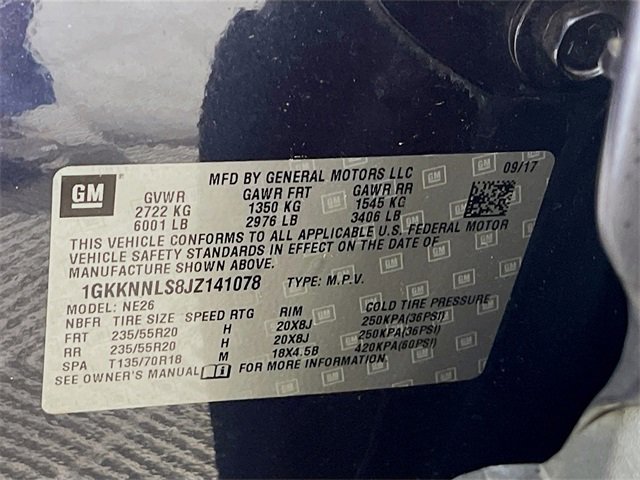 GM
MFD BY GENERAL MOTORS LLC 09/17
GVWR GAWR FRT GAWR RR
2722 KG 1350 KG 1545 KG
6001 LB 2976 LB 3406 LB
THIS VEHICLE CONFORMS TO ALL APPLICABLE U.S. FEDERAL MOTOR
VEHICLE SAFETY STANDARDS IN EFFECT ON THE DATE OF
MANUFACTURE SHOWN ABOVE.
1GKKNNLS8JZ141078 TYPE: M.P.V.
MODEL: NE26
NBFR TIRE SIZE SPEED RTG RIM COLD TIRE PRESSURE
FRT 235/55R20 H 20X8J 250KPA(36PSI)
RR 235/55R20 H 20X8J 250KPA(36PSI)
SPA T135/70R18 M 18X4.5B 420KPA(60PSI)
SEE OWNER'S MANUAL FOR MORE INFORMATION